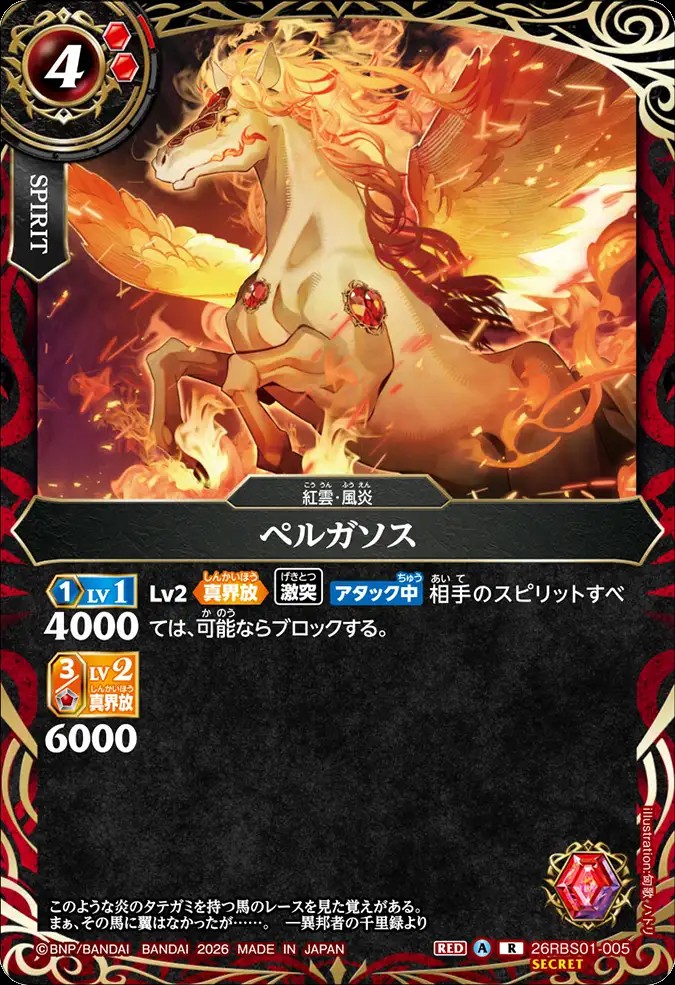 4
SPIRIT
こううん ふうえん
紅雲・風炎
ペルガソス
1 LV1
4000
Lv2 真界放 激突 アタック中 相手のスピリットすべ
しんかいほう げきとつ ちゅう あいて
ては、可能ならブロックする。
かのう
3 LV2
しんかいほう
真界放
6000
このような炎のタテガミを持つ馬のレースを見た覚えがある。
まぁ、その馬に翼はなかったが……。 ―異邦者の千里録より
illustration:匈歌ハトリ
©BNP/BANDAI BANDAI 2026 MADE IN JAPAN
RED A R 26RBS01-005
SECRET